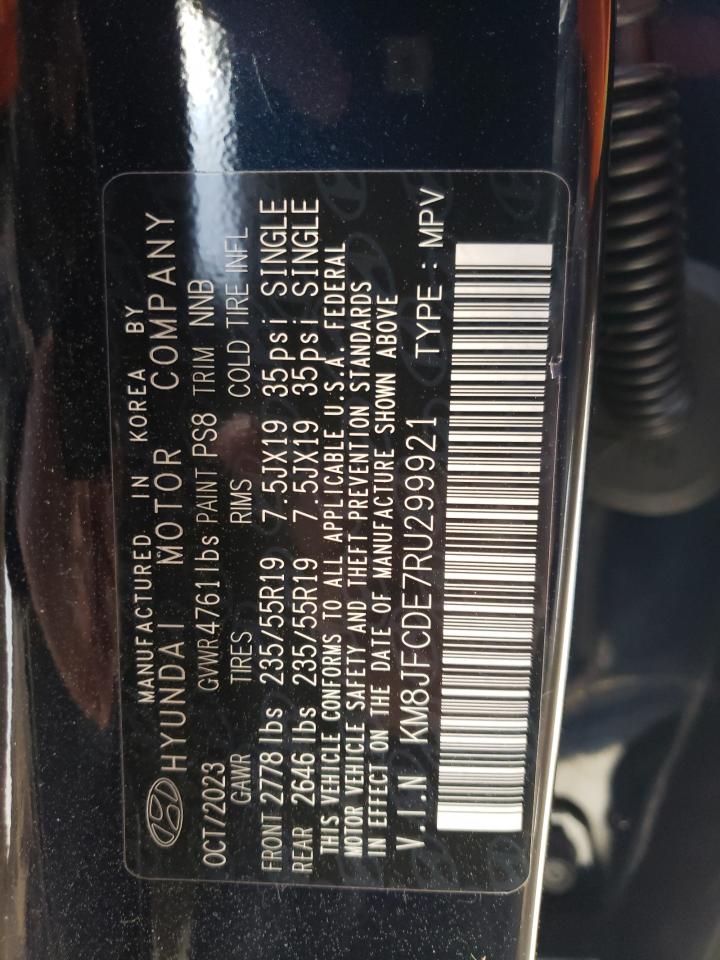 MANUFACTURED IN KOREA BY
HYUNDAI MOTOR COMPANY
OCT/2023 GVWR4761lbs PAINT PS8 TRIM NNB
GAWR TIRES RIMS COLD TIRE INFL
FRONT 2778 lbs 235/55R19 7.5JX19 35psi SINGLE
REAR 2646 lbs 235/55R19 7.5JX19 35psi SINGLE
THIS VEHICLE CONFORMS TO ALL APPLICABLE U.S.A. FEDERAL
MOTOR VEHICLE SAFETY AND THEFT PREVENTION STANDARDS
IN EFFECT ON THE DATE OF MANUFACTURE SHOWN ABOVE
V.I.N KM8JFCDE7RU299921 TYPE : MPV